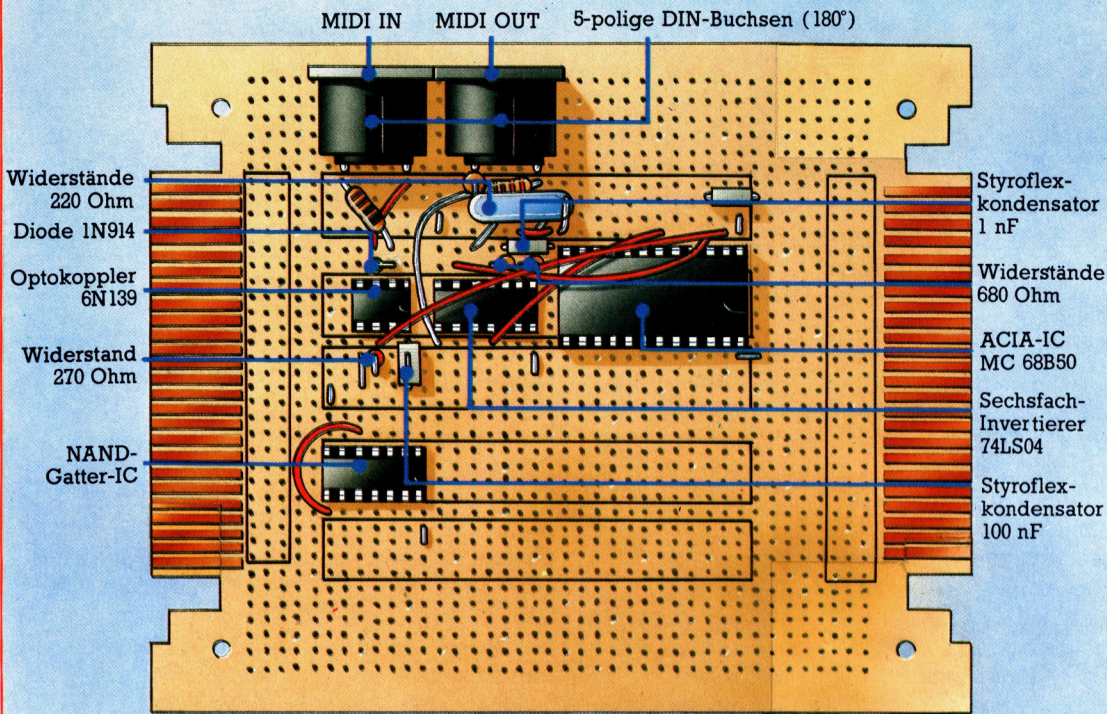 MIDI IN
MIDI OUT
5-polige DIN-Buchsen (180°)
Widerstände
220 Ohm
Diode 1N914
Optokoppler
6N139
Widerstand
270 Ohm
NAND-
Gatter-IC
Styroflex-
kondensator
1 nF
Widerstände
680 Ohm
ACIA-IC
MC 68B50
Sechsfach-
Invertierer
74LS04
Styroflex-
kondensator
100 nF